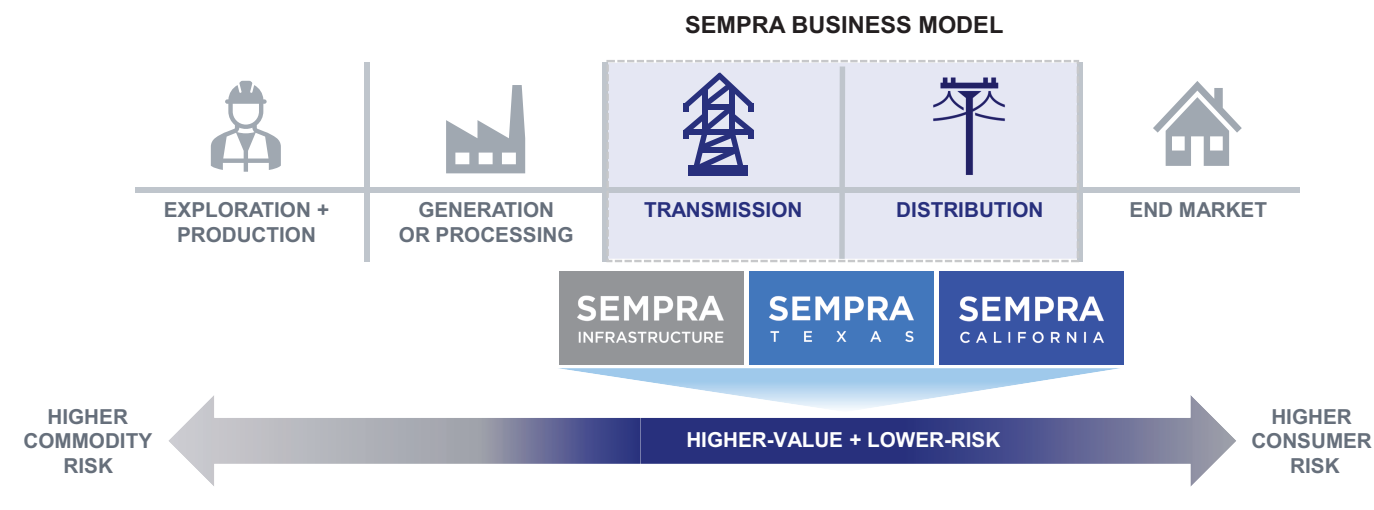 SEMPRA BUSINESS MODEL
EXPLORATION +
PRODUCTION
GENERATION
OR PROCESSING
TRANSMISSION
DISTRIBUTION
END MARKET
SEMPRA
INFRASTRUCTURE
SEMPRA
TEXAS
SEMPRA
CALIFORNIA
HIGHER
COMMODITY
RISK
HIGHER-VALUE + LOWER-RISK
HIGHER
CONSUMER
RISK